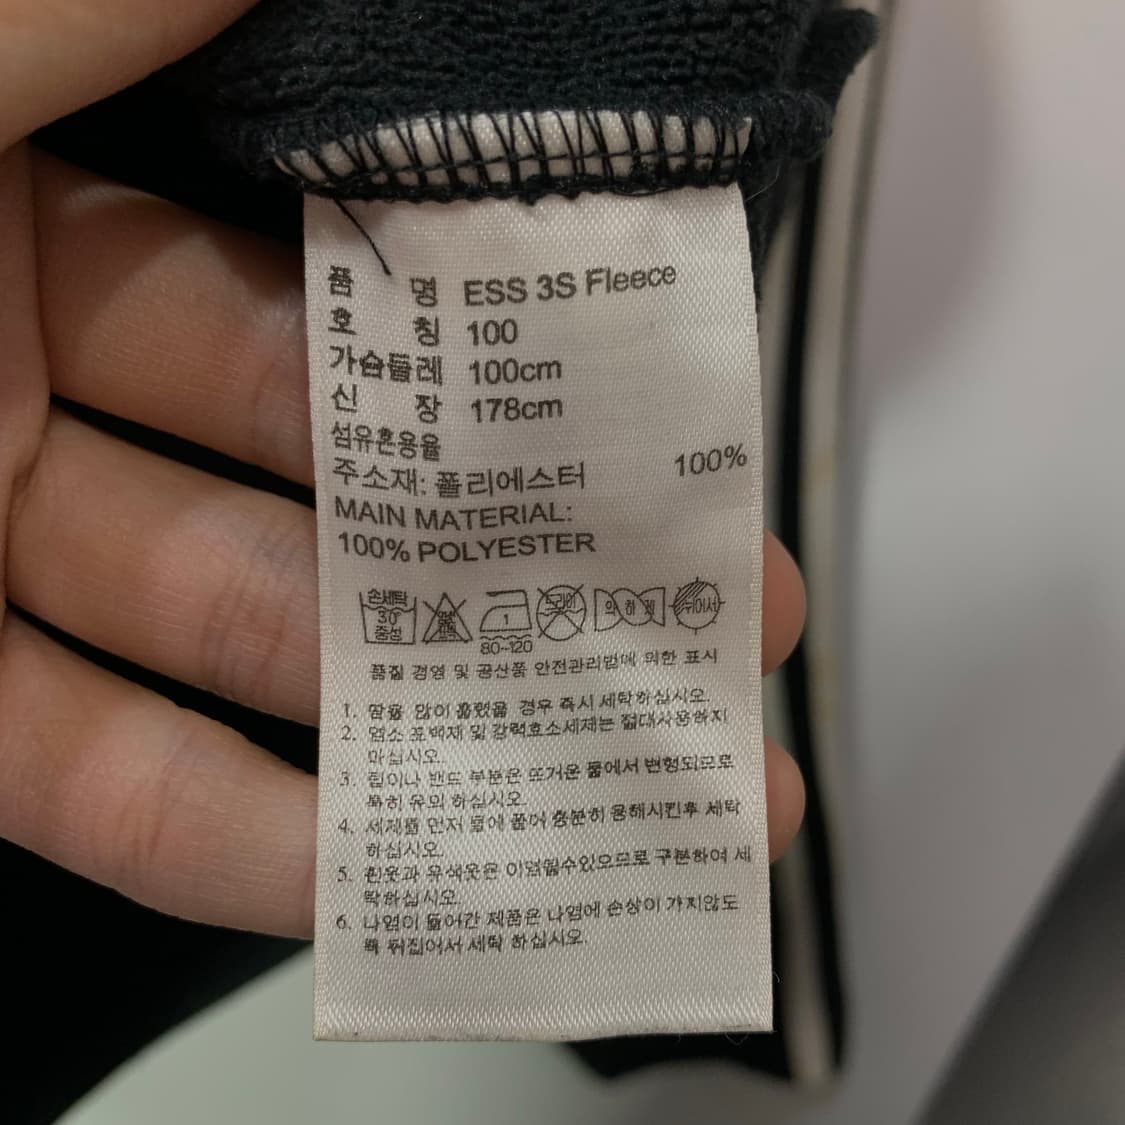 품 명 ESS 3S Fleece
호 칭 100
가슴둘레 100cm
신 장 178cm
섬유혼용율
주소재: 폴리에스터 100%
MAIN MATERIAL:
100% POLYESTER
손세탁 30 중성 80~120 드라이 약 하 게 뉘어서
품질 경영 및 공산품 안전관리법에 의한 표시
1. 땀을 많이 흘렸을 경우 즉시 세탁하십시오.
2. 염소 표백재 및 강력효소세제는 절대사용하지
마십시오.
3. 힙이나 밴드 부분은 뜨거운 물에서 변형되므로
특히 유의 하십시오.
4. 세제를 먼저 물에 풀어 충분히 용해시킨후 세탁
하십시오.
5. 흰옷과 유색옷은 이염될수있으므로 구분하여 세
탁하십시오.
6. 나염이 들어간 제품은 나염에 손상이 가지않도
록 뒤집어서 세탁 하십시오.